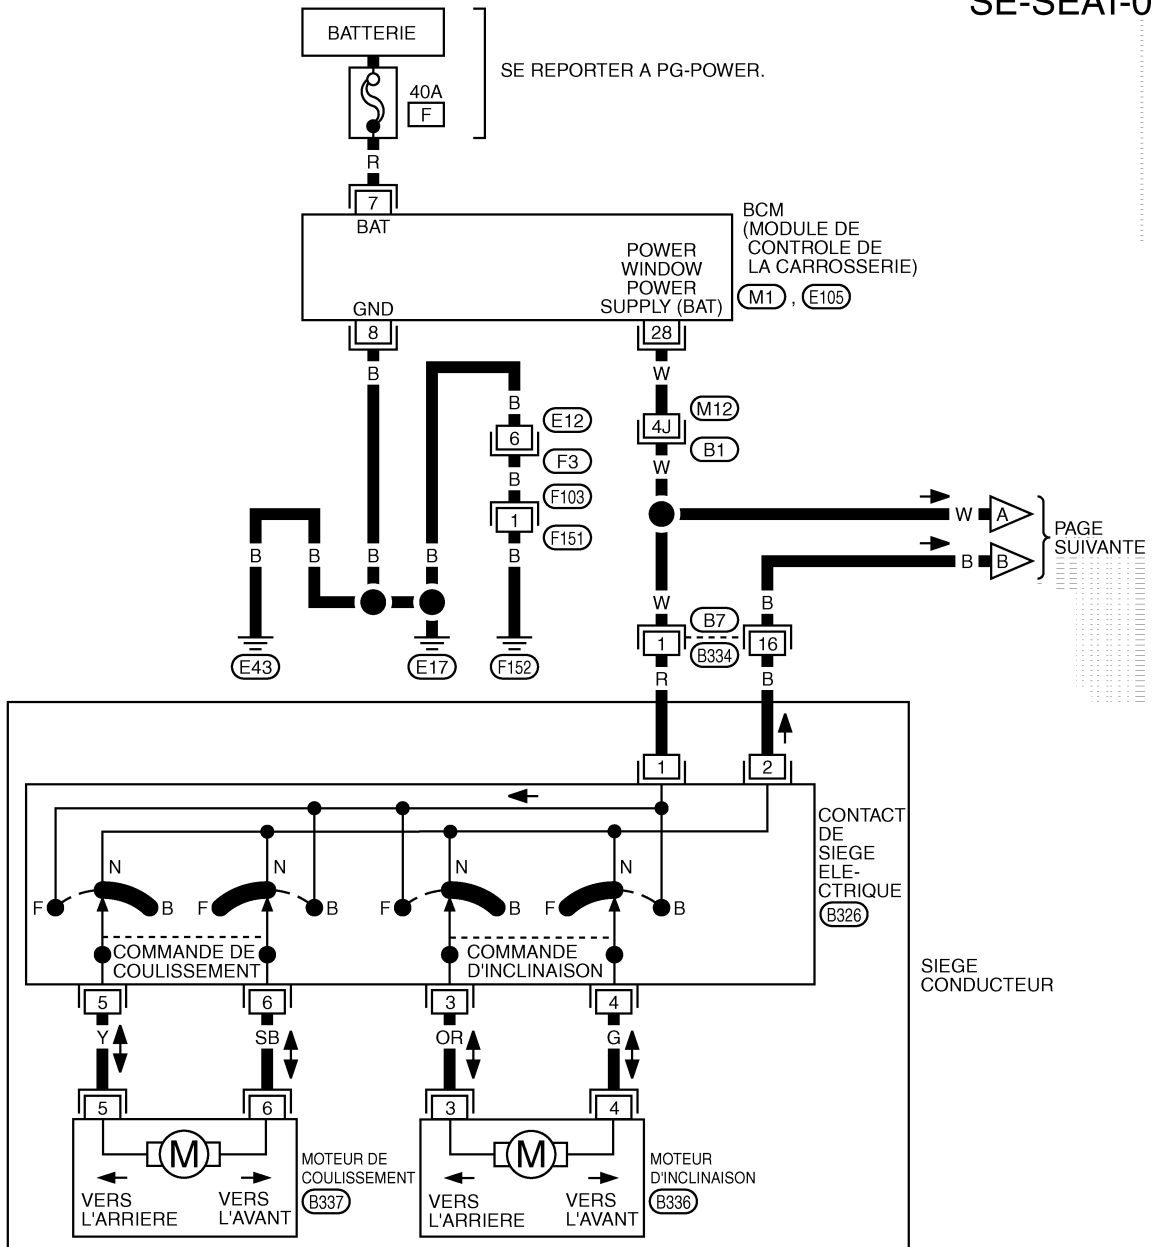 SE-SEAT-0
BATTERIE
SE REPORTER A PG-POWER.
40A
F
R
7
BAT
BCM
(MODULE DE
CONTROLE DE
LA CARROSSERIE)
M1 , E105
POWER
WINDOW
POWER
SUPPLY (BAT)
GND
8
28
B
W
B
E12
M12
6
4J
F3
B1
B
W
F103
1
F151
W
A
PAGE
SUIVANTE
B
B
B
B
B
B
B
W
B
B7
1
16
B334
E43
E17
F152
R
B
1
2
CONTACT
DE
SIEGE
ELE-
CTRIQUE
B326
N
N
N
N
F
B
F
B
F
B
F
B
COMMANDE DE
COULISSEMENT
COMMANDE
D'INCLINAISON
SIEGE
CONDUCTEUR
5
6
3
4
Y
SB
OR
G
5
6
3
4
M
M
MOTEUR DE
COULISSEMENT
B337
MOTEUR
D'INCLINAISON
B336
VERS
L'ARRIERE
VERS
L'AVANT
VERS
L'ARRIERE
VERS
L'AVANT